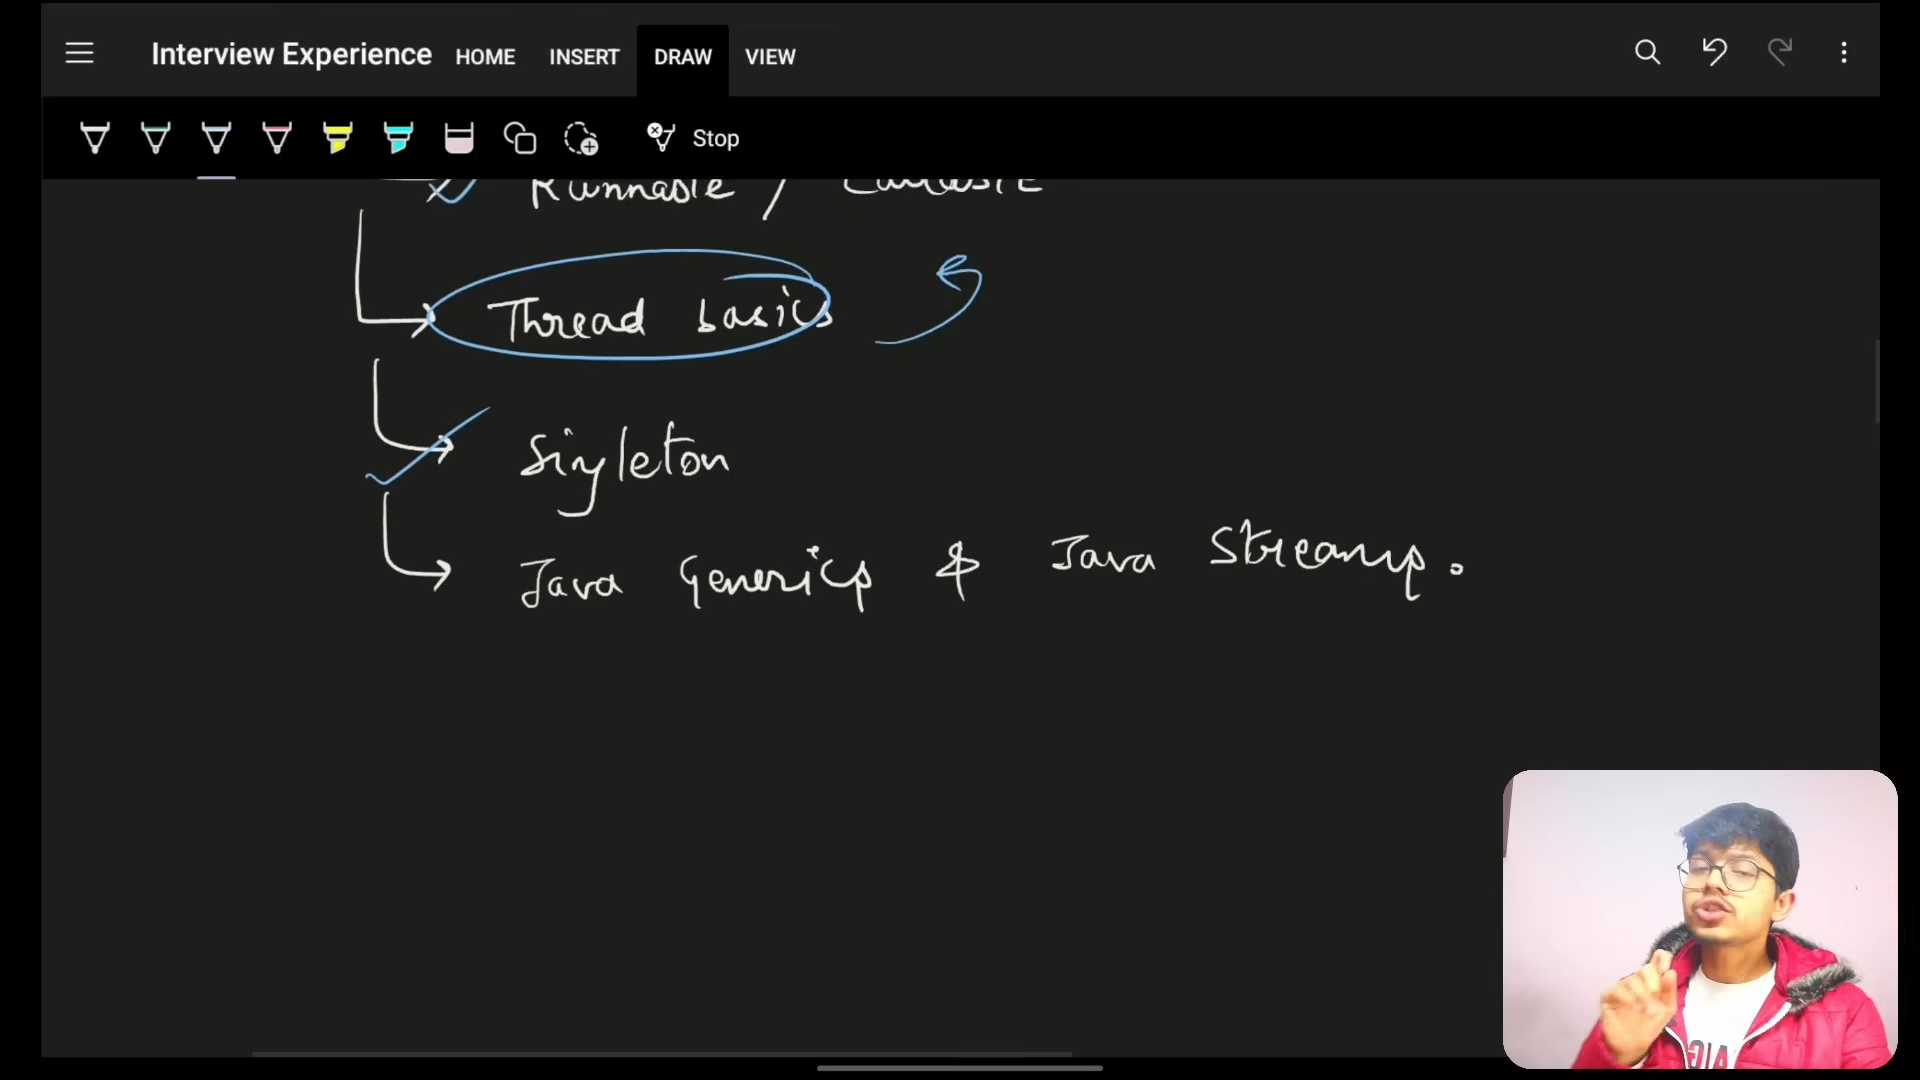 Interview Experience HOME INSERT DRAW VIEW
Stop
Runnable /
Thread basics
Singleton
Java Generics & Java Streams.